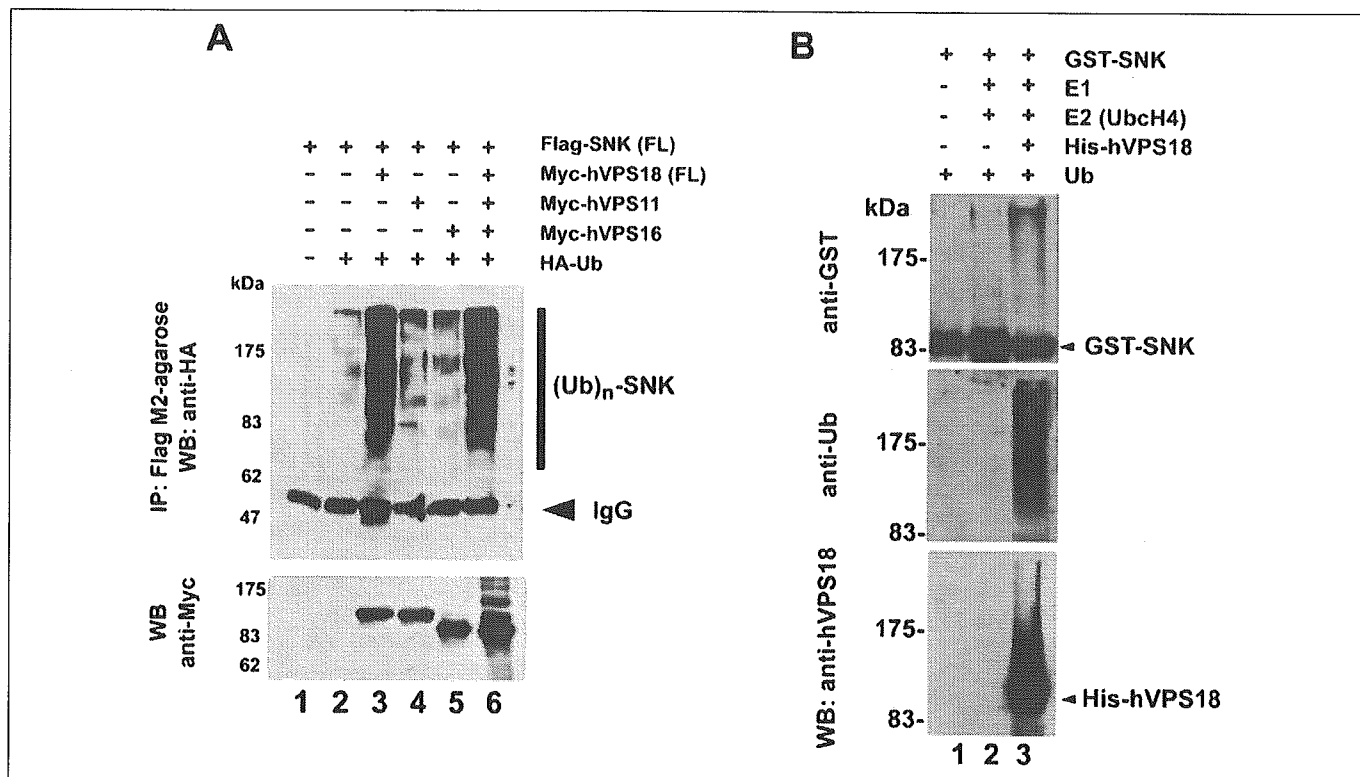 A
+ + + + + + Flag-SNK (FL)
- - + - - + Myc-hVPS18 (FL)
- - - + - + Myc-hVPS11
- - - - + + Myc-hVPS16
- + + + + + HA-Ub
kDa
175
83
62
47
IP: Flag M2-agarose
WB: anti-HA
(Ub)n-SNK
IgG
WB
anti-Myc
175
83
62
1 2 3 4 5 6
B
+ + + GST-SNK
- + + E1
- + + E2 (UbcH4)
- - + His-hVPS18
+ + + Ub
kDa
anti-GST
175-
83-
GST-SNK
anti-Ub
175-
83-
WB: anti-hVPS18
175-
83-
His-hVPS18
1 2 3